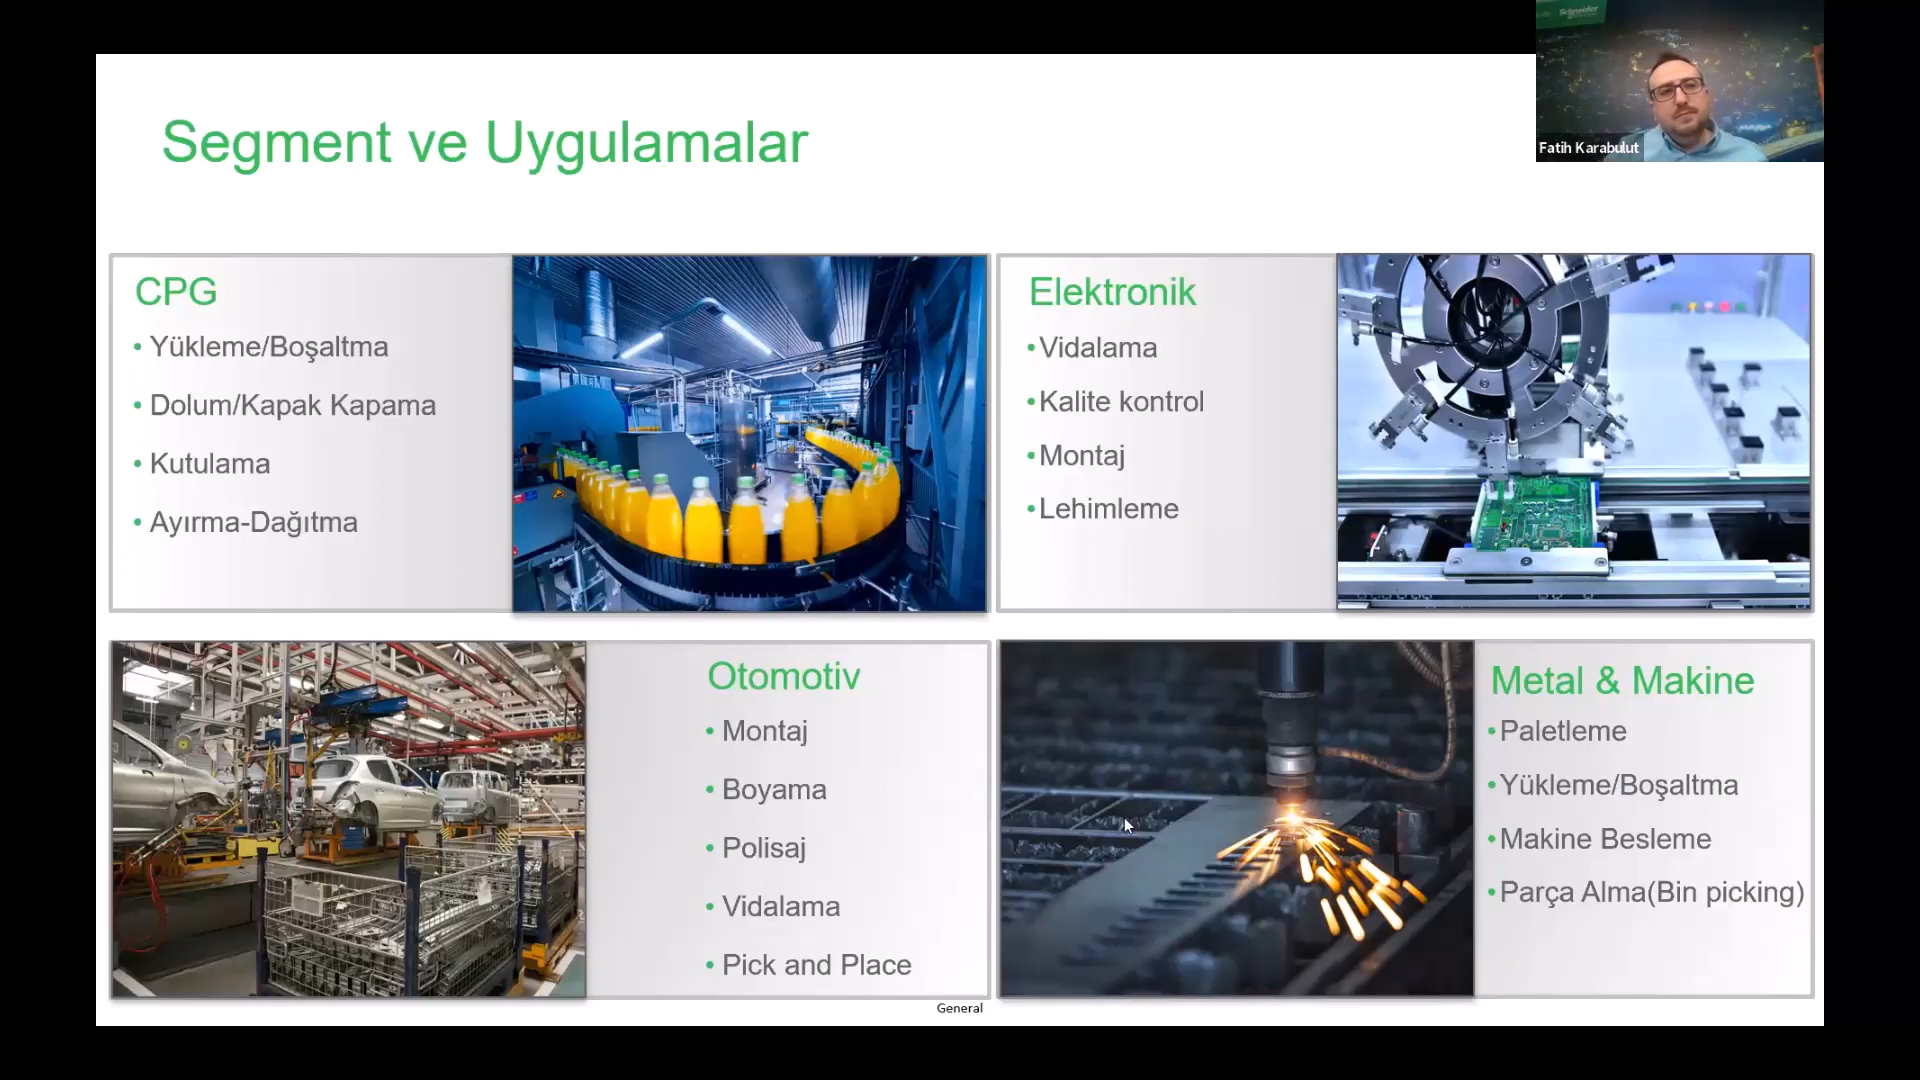 Schneider
Fatih Karabulut
Segment ve Uygulamalar
CPG
• Yükleme/Boşaltma
• Dolum/Kapak Kapama
• Kutulama
• Ayırma-Dağıtma
Elektronik
•Vidalama
•Kalite kontrol
•Montaj
•Lehimleme
Otomotiv
• Montaj
• Boyama
• Polisaj
• Vidalama
• Pick and Place
Metal & Makine
•Paletleme
•Yükleme/Boşaltma
•Makine Besleme
•Parça Alma(Bin picking)
General